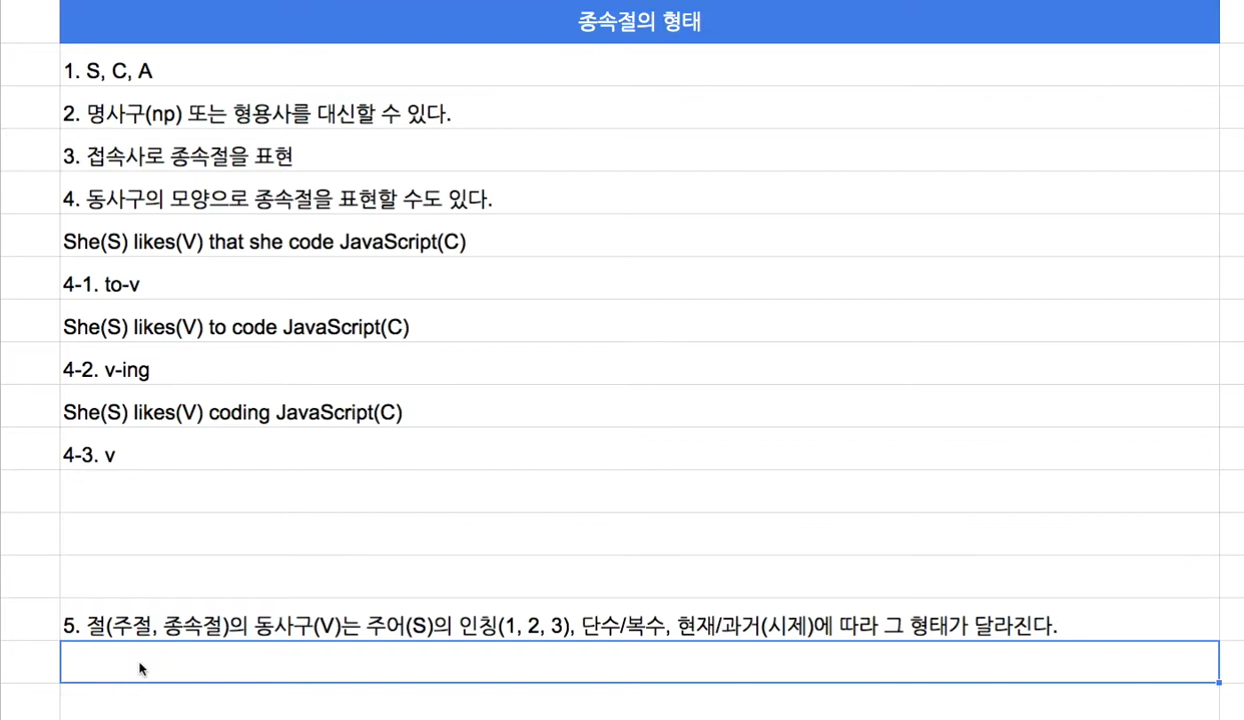 종속절의 형태
1. S, C, A
2. 명사구(np) 또는 형용사를 대신할 수 있다.
3. 접속사로 종속절을 표현
4. 동사구의 모양으로 종속절을 표현할 수도 있다.
She(S) likes(V) that she code JavaScript(C)
4-1. to-v
She(S) likes(V) to code JavaScript(C)
4-2. v-ing
She(S) likes(V) coding JavaScript(C)
4-3. v
5. 절(주절, 종속절)의 동사구(V)는 주어(S)의 인칭(1, 2, 3), 단수/복수, 현재/과거(시제)에 따라 그 형태가 달라진다.